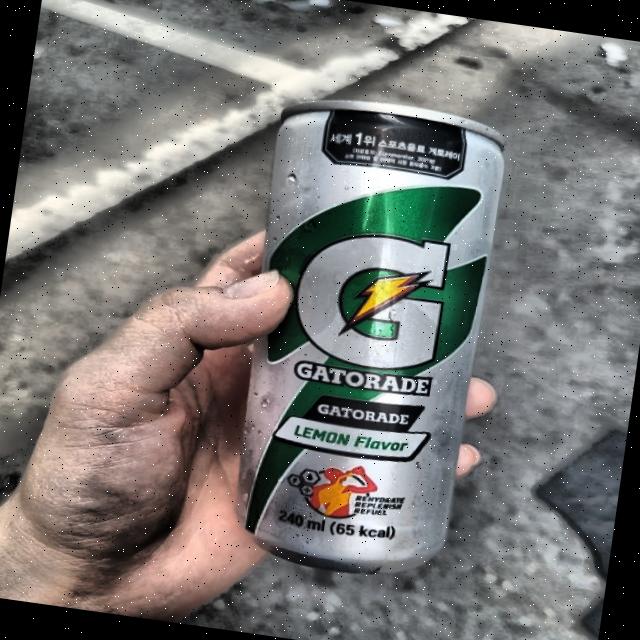 세계 1위 스포츠음료 게토레이
G
GATORADE
GATORADE
LEMON Flavor
REHYDRATE
REPLENISH
REFUEL
240 ml (65 kcal)